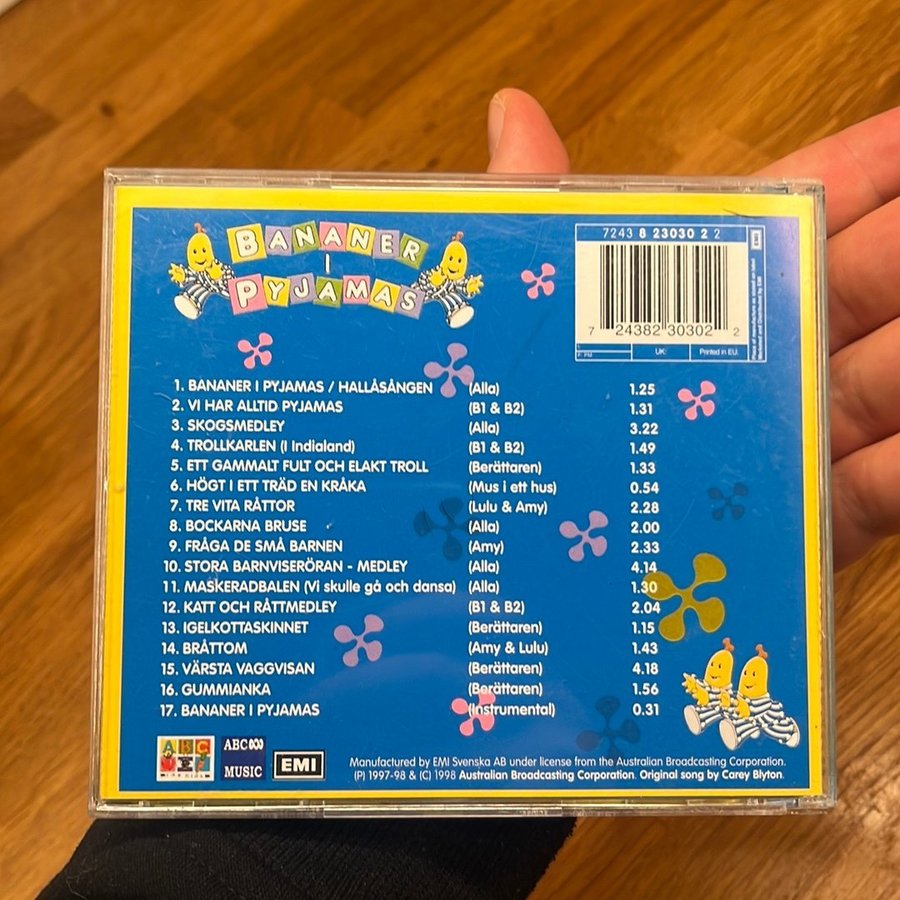 BANANER
I
PYJAMAS
7243 8 23030 2 2
EMI
7 24382 30302 2
UK:
Printed in EU.
1. BANANER I PYJAMAS / HALLÅSÅNGEN (Alla) 1.25
2. VI HAR ALLTID PYJAMAS (B1 & B2) 1.31
3. SKOGSMEDLEY (Alla) 3.22
4. TROLLKARLEN (I Indialand) (B1 & B2) 1.49
5. ETT GAMMALT FULT OCH ELAKT TROLL (Berättaren) 1.33
6. HÖGT I ETT TRÄD EN KRÅKA (Mus i ett hus) 0.54
7. TRE VITA RÅTTOR (Lulu & Amy) 2.28
8. BOCKARNA BRUSE (Alla) 2.00
9. FRÅGA DE SMÅ BARNEN (Amy) 2.33
10. STORA BARNVISERÖRAN - MEDLEY (Alla) 4.14
11. MASKERADBALEN (Vi skulle gå och dansa) (Alla) 1.30
12. KATT OCH RÅTTMEDLEY (B1 & B2) 2.04
13. IGELKOTTASKINNET (Berättaren) 1.15
14. BRÅTTOM (Amy & Lulu) 1.43
15. VÄRSTA VAGGVISAN (Berättaren) 4.18
16. GUMMIANKA (Berättaren) 1.56
17. BANANER I PYJAMAS (Instrumental) 0.31
ABC
FOR KIDS
ABC
MUSIC
EMI
Manufactured by EMI Svenska AB under license from the Australian Broadcasting Corporation.
(P) 1997-98 & (C) 1998 Australian Broadcasting Corporation. Original song by Carey Blyton.